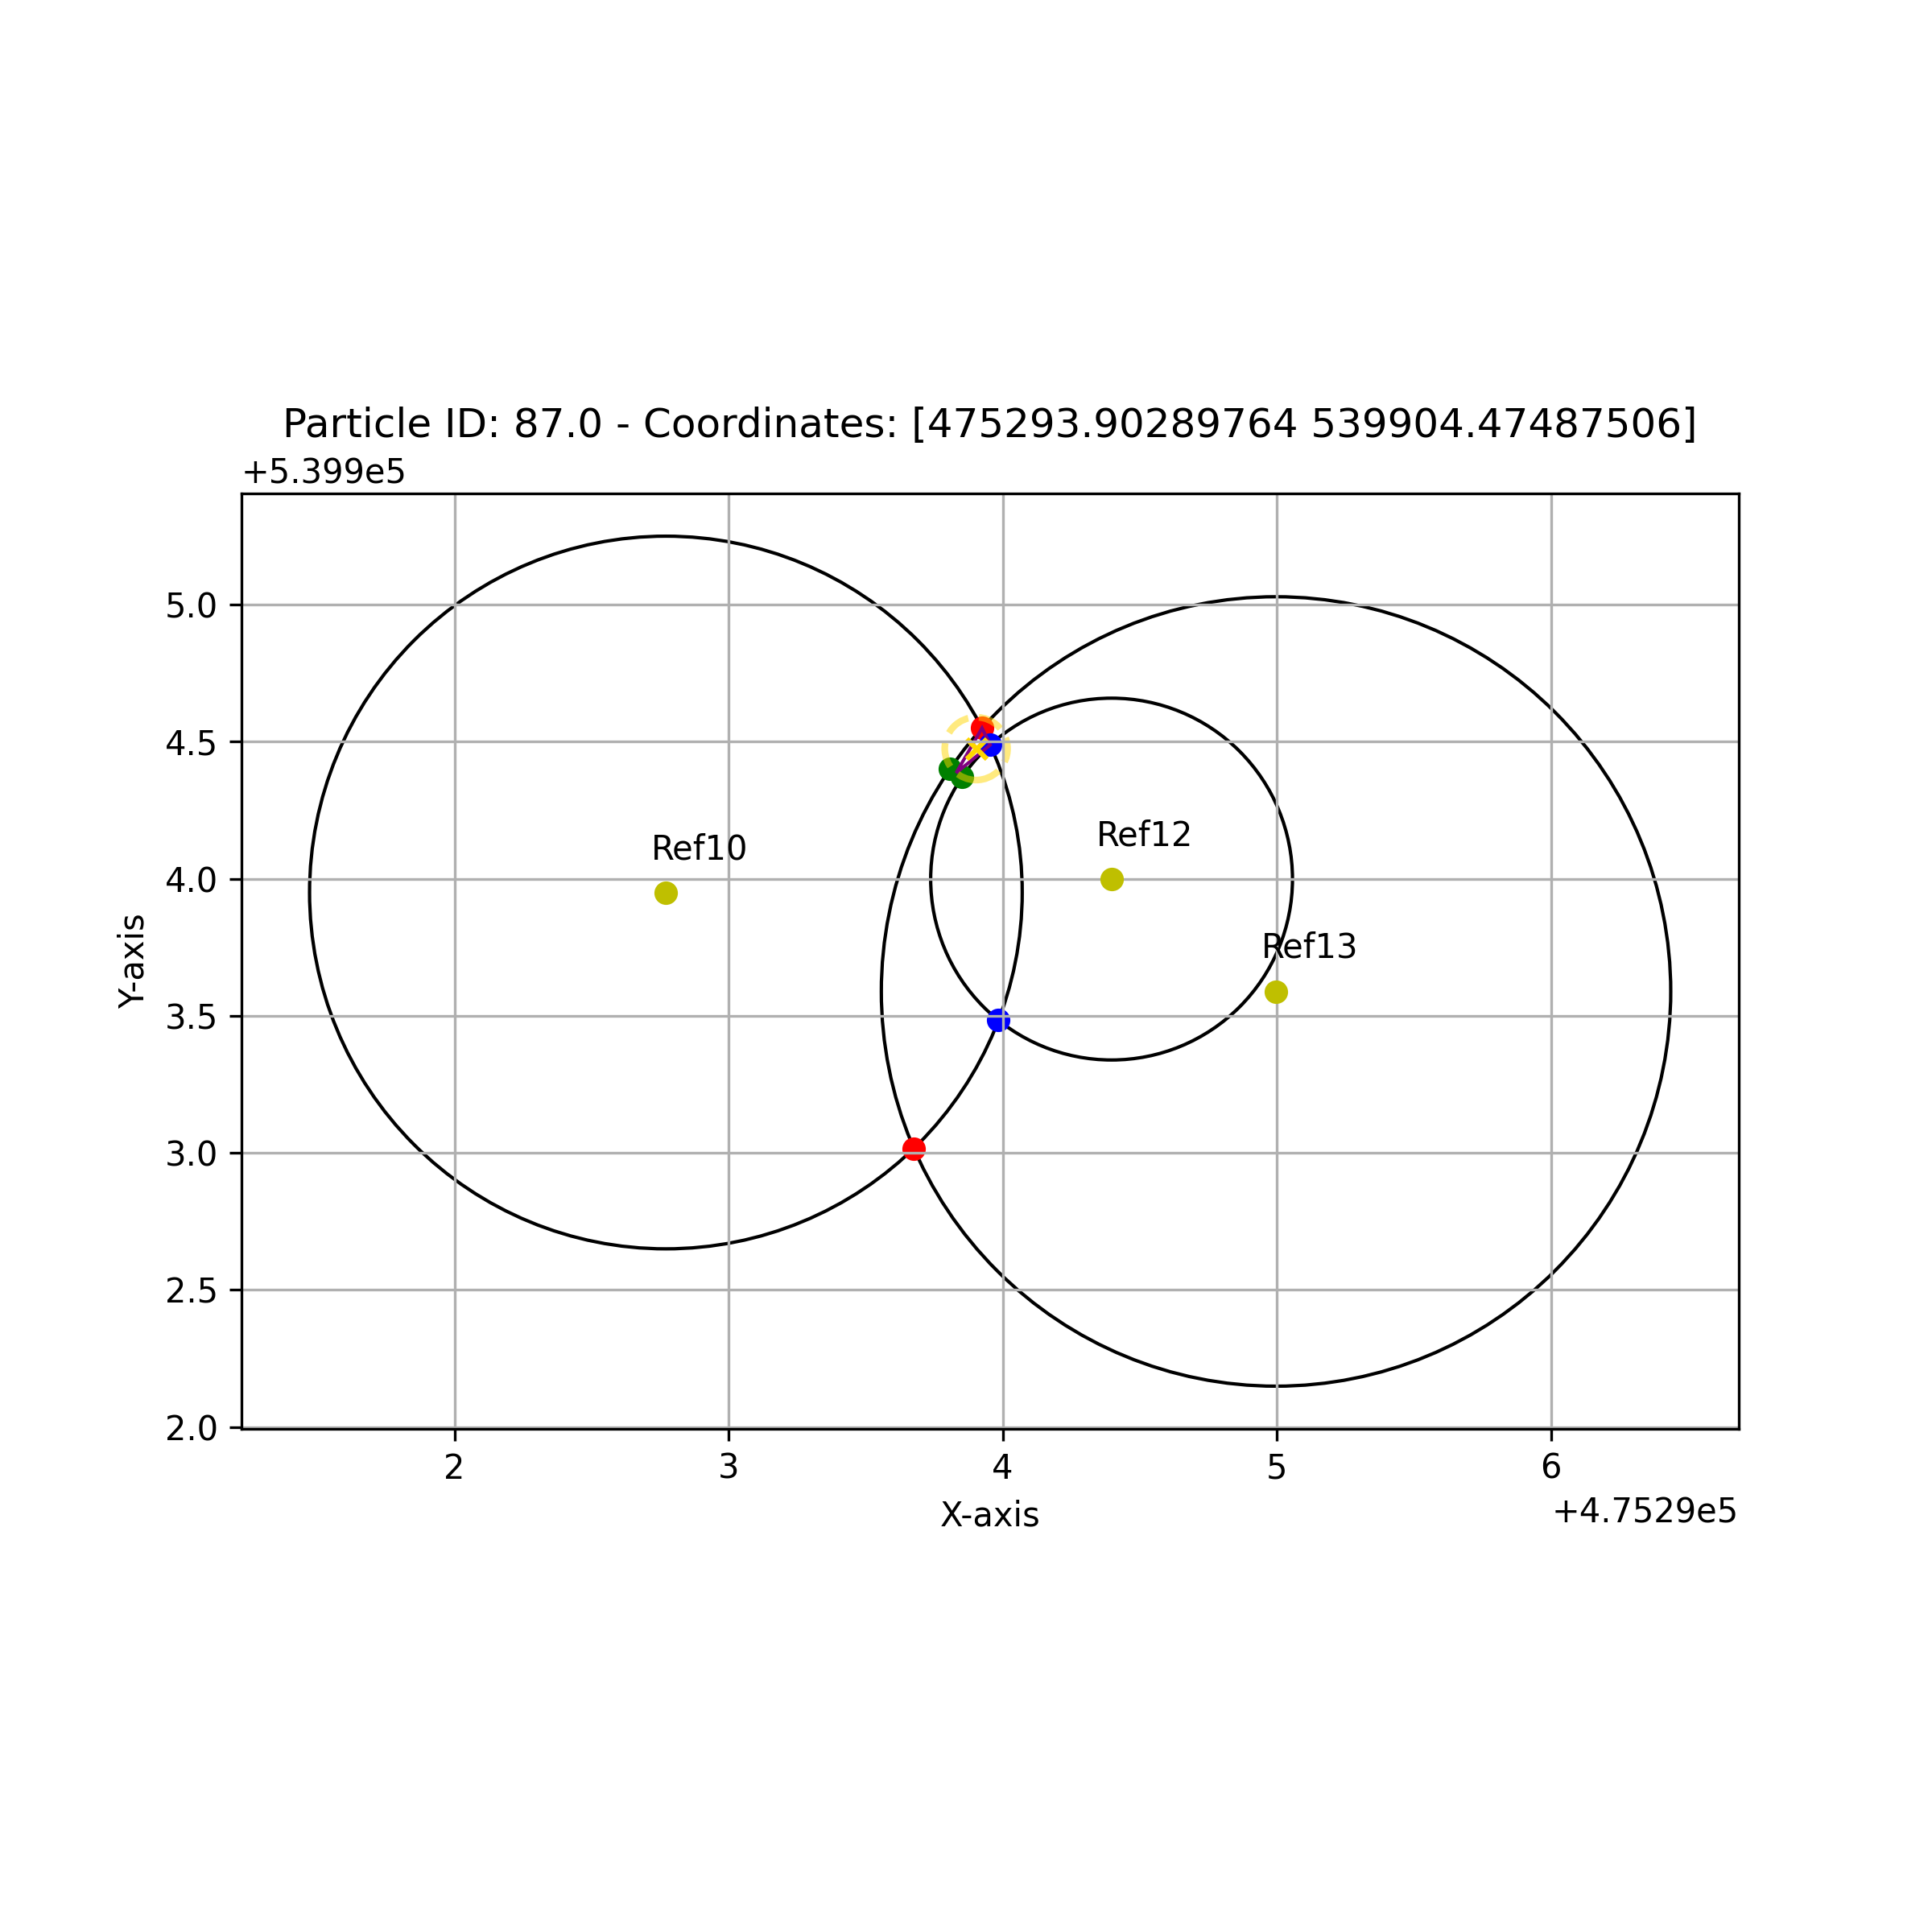 Particle ID: 87.0 - Coordinates: [475293.90289764 539904.47487506]
+5.399e5
5.0
4.5
4.0
3.5
3.0
2.5
2.0
Y-axis
Ref10
Ref12
Ref13
2 3 4 5 6
X-axis
+4.7529e5